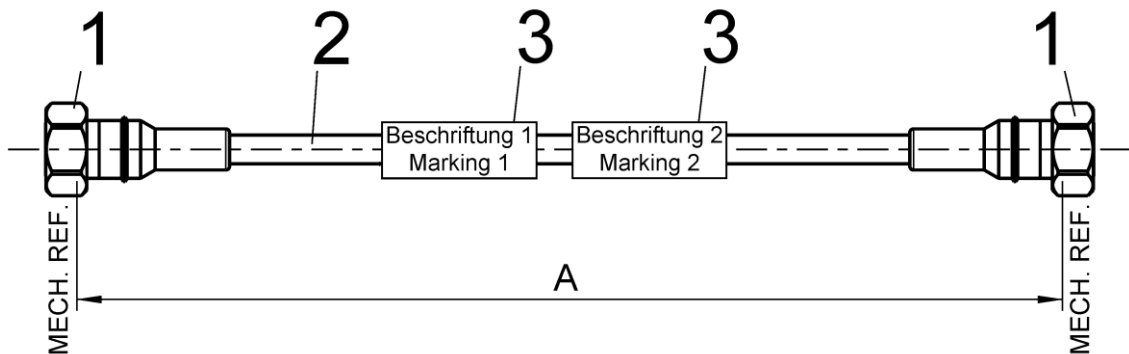 1 2 3 3 1
Beschriftung 1
Marking 1
Beschriftung 2
Marking 2
MECH. REF.
A
MECH. REF.